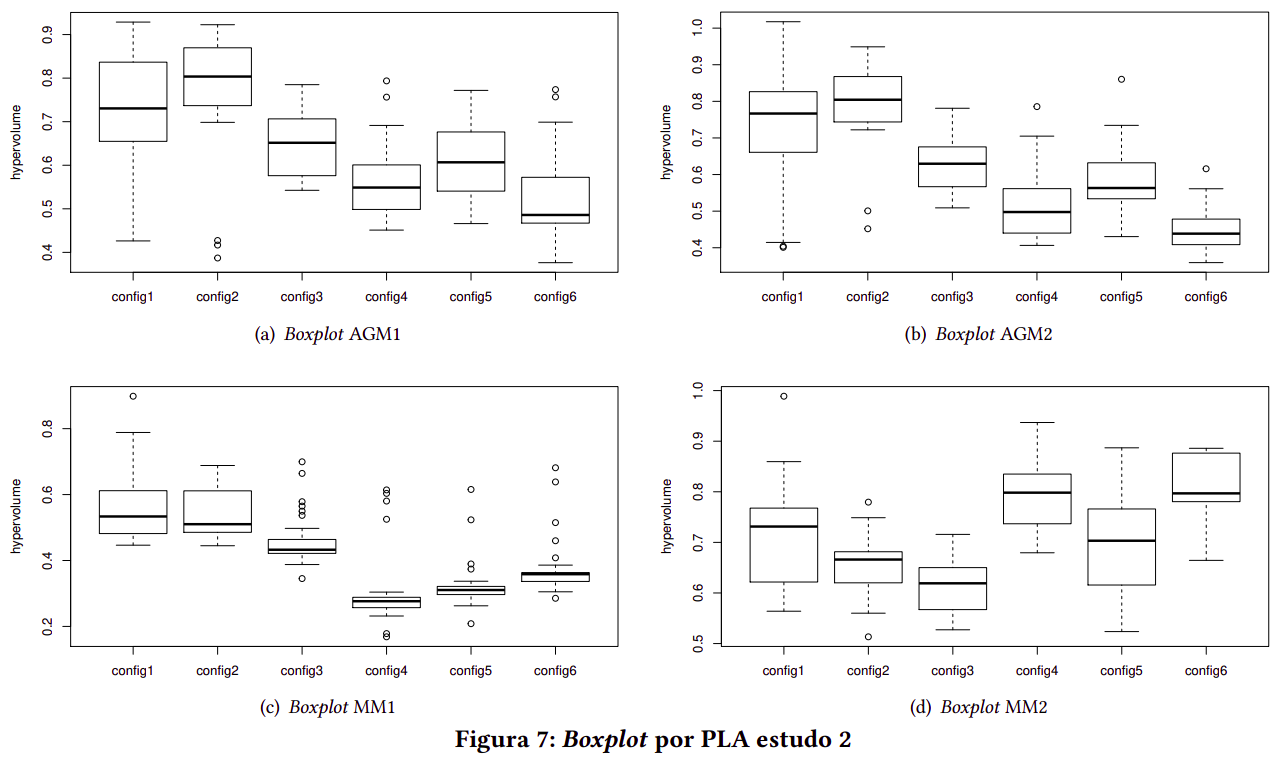 hypervolume
0.9
0.8
0.7
0.6
0.5
0.4
config1 config2 config3 config4 config5 config6
(a) Boxplot AGM1
hypervolume
1.0
0.9
0.8
0.7
0.6
0.5
0.4
config1 config2 config3 config4 config5 config6
(b) Boxplot AGM2
hypervolume
0.8
0.6
0.4
0.2
config1 config2 config3 config4 config5 config6
(c) Boxplot MM1
hypervolume
1.0
0.9
0.8
0.7
0.6
0.5
config1 config2 config3 config4 config5 config6
(d) Boxplot MM2
Figura 7: Boxplot por PLA estudo 2